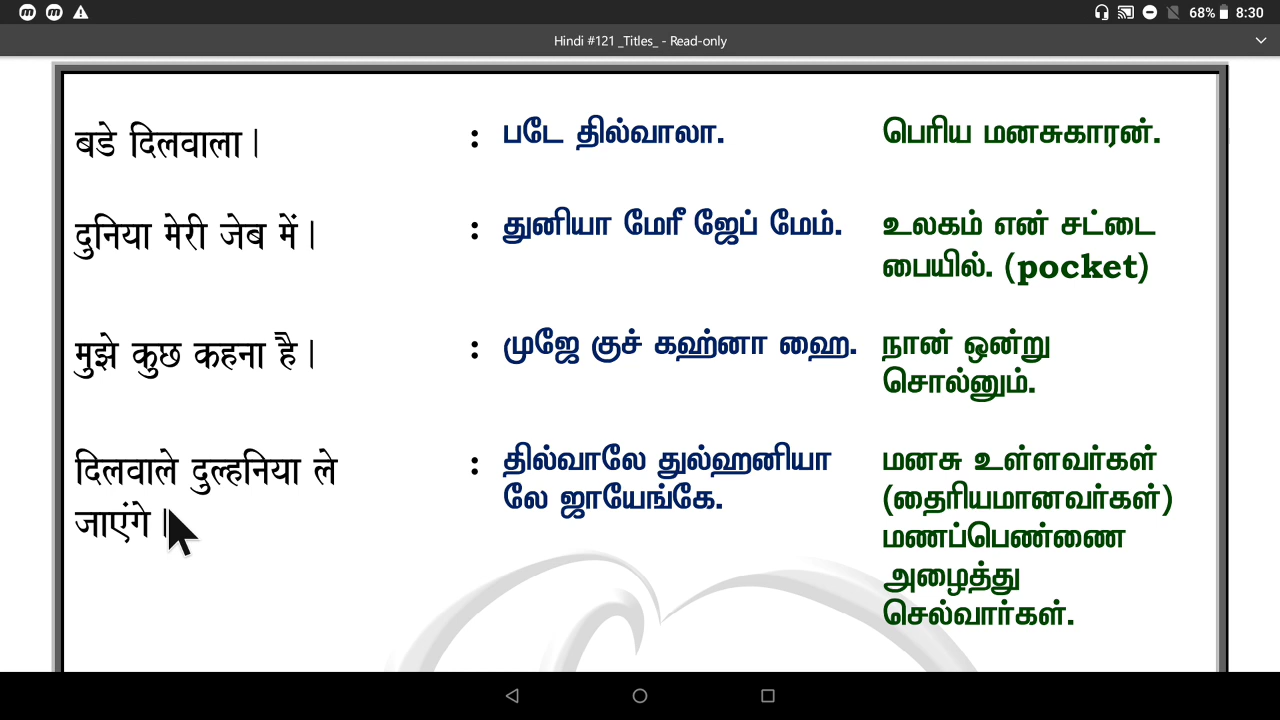 68% 8:30
Hindi #121 _Titles_ - Read-only
बडे दिलवाला। : படே தில்வாலா. பெரிய மனசுகாரன்.
दुनिया मेरी जेब में। : துனியா மேரீ ஜேப் மேம். உலகம் என் சட்டை
பையில். (pocket)
मुझे कुछ कहना है। : முஜே குச் கஹ்னா ஹை. நான் ஒன்று
சொல்னும்.
दिलवाले दुल्हनिया ले : தில்வாலே துல்ஹனியா மனசு உள்ளவர்கள்
जाएंगे। லே ஜாயேங்கே. (தைரியமானவர்கள்)
மணப்பெண்ணை
அழைத்து
செல்வார்கள்.